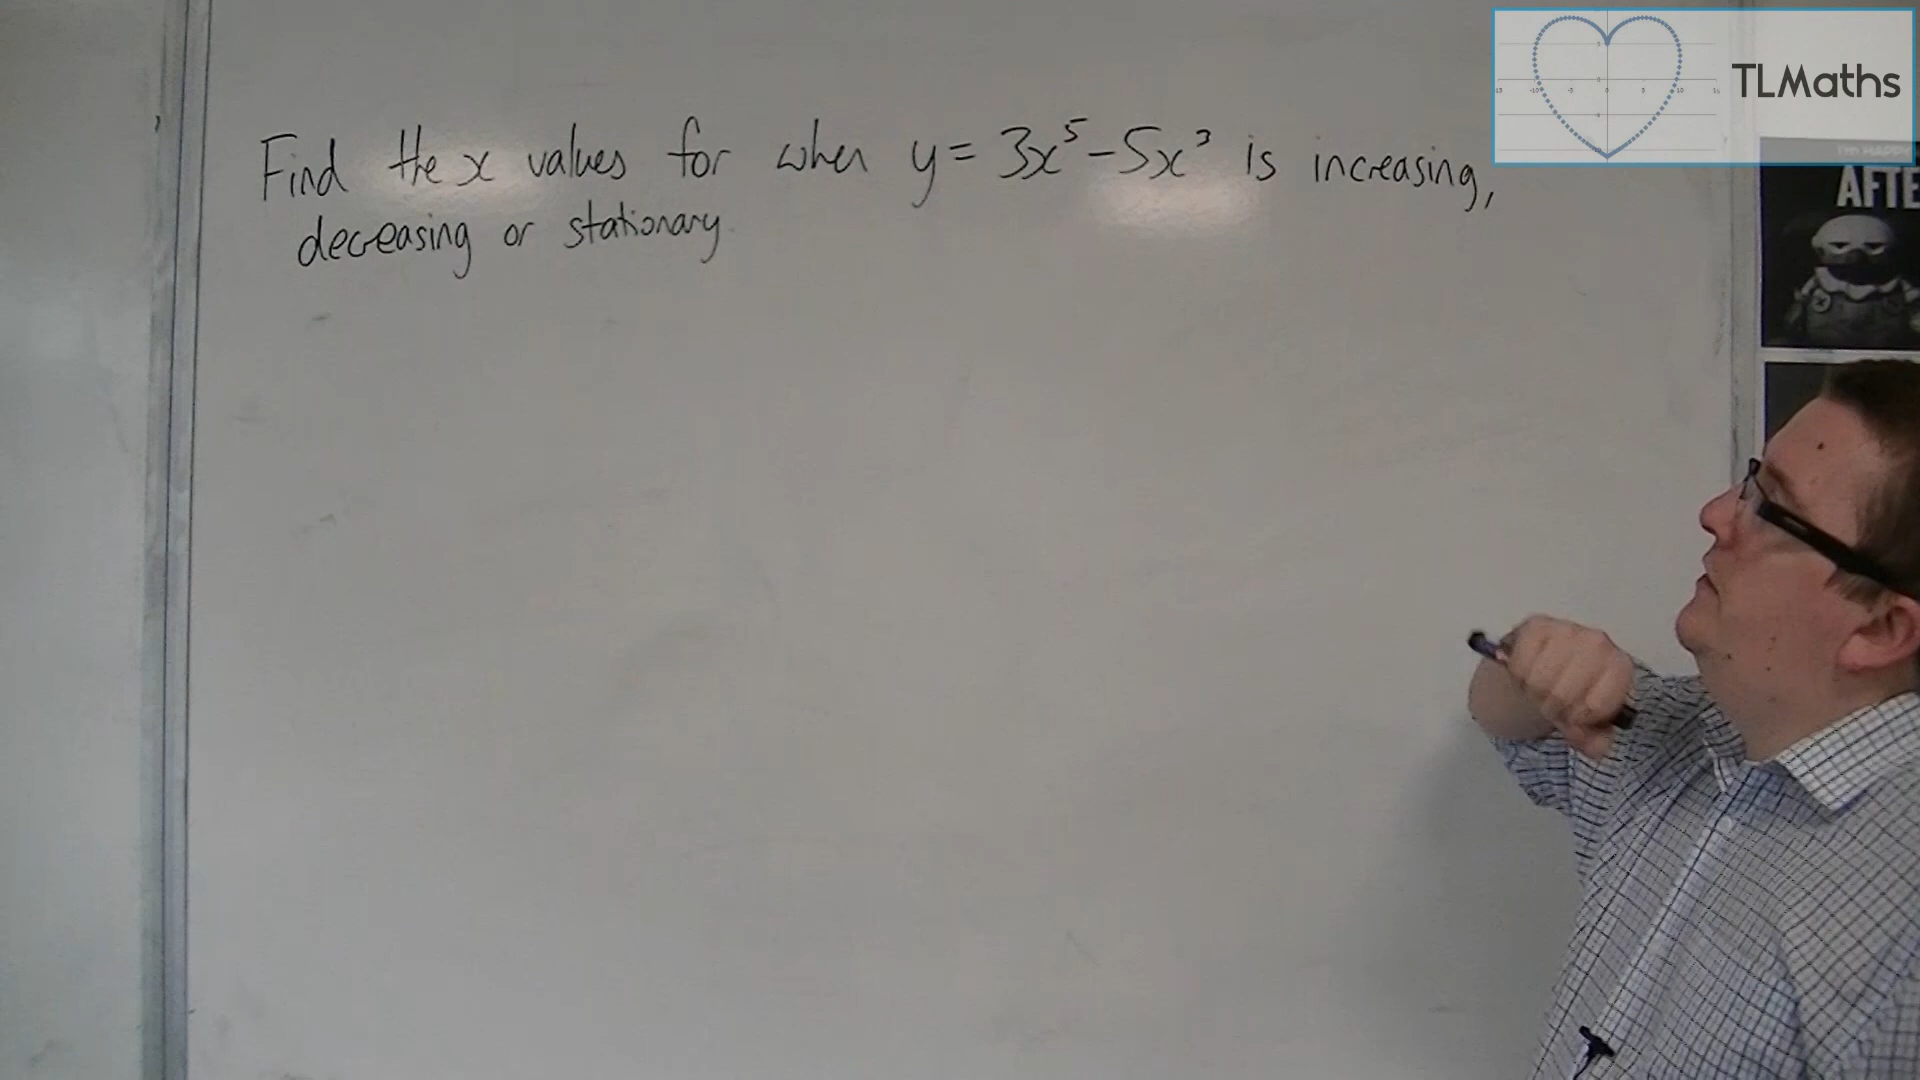 Find the x values for when y = 3x⁵ - 5x³ is increasing,
decreasing or stationary.
TLMaths
AFTE